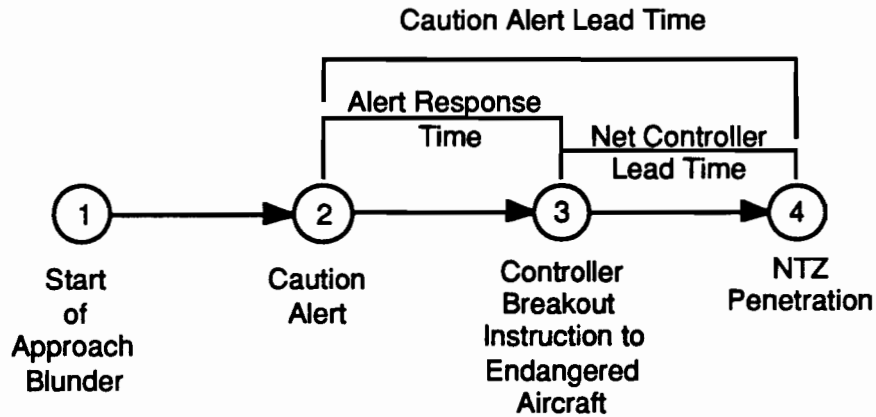 Caution Alert Lead Time
Alert Response
Time
Net Controller
Lead Time
1
2
3
4
Start
of
Approach
Blunder
Caution
Alert
Controller
Breakout
Instruction to
Endangered
Aircraft
NTZ
Penetration